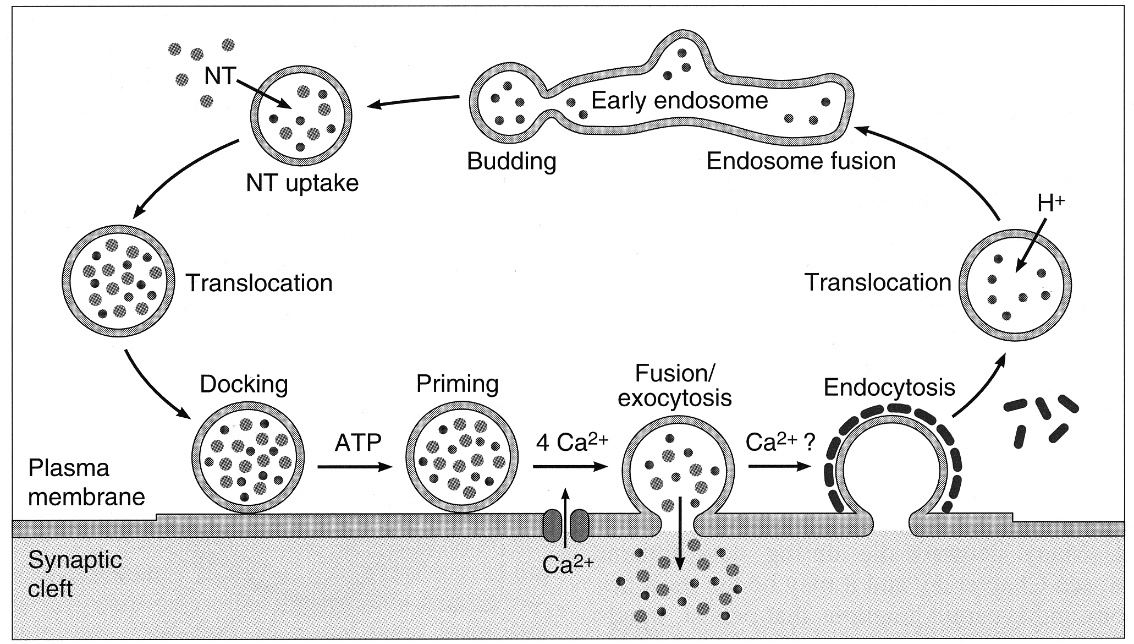 NT
NT uptake
Early endosome
Budding
Endosome fusion
H+
Translocation
Translocation
Docking
Priming
Fusion/
exocytosis
Endocytosis
ATP
4 Ca2+
Ca2+ ?
Plasma
membrane
Ca2+
Synaptic
cleft